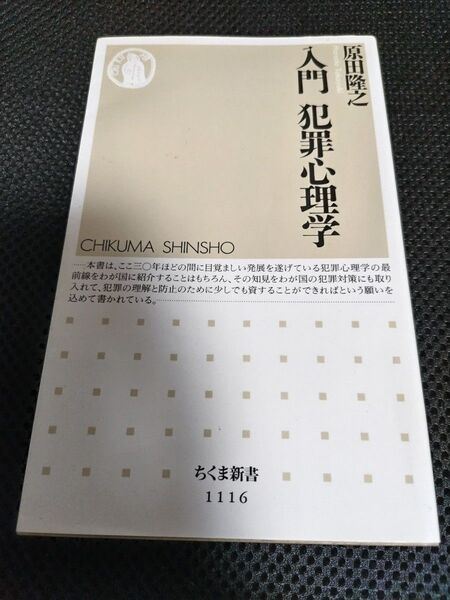 原田隆之
Harada Takayuki
入門 犯罪心理学
CHIKUMA SHINSHO
……本書は、ここ三〇年ほどの間に目覚ましい発展を遂げている犯罪心理学の最
前線をわが国に紹介することはもちろん、その知見をわが国の犯罪対策にも取り
入れて、犯罪の理解と防止のために少しでも資することができればという願いを
込めて書かれている。……
ちくま新書
1116